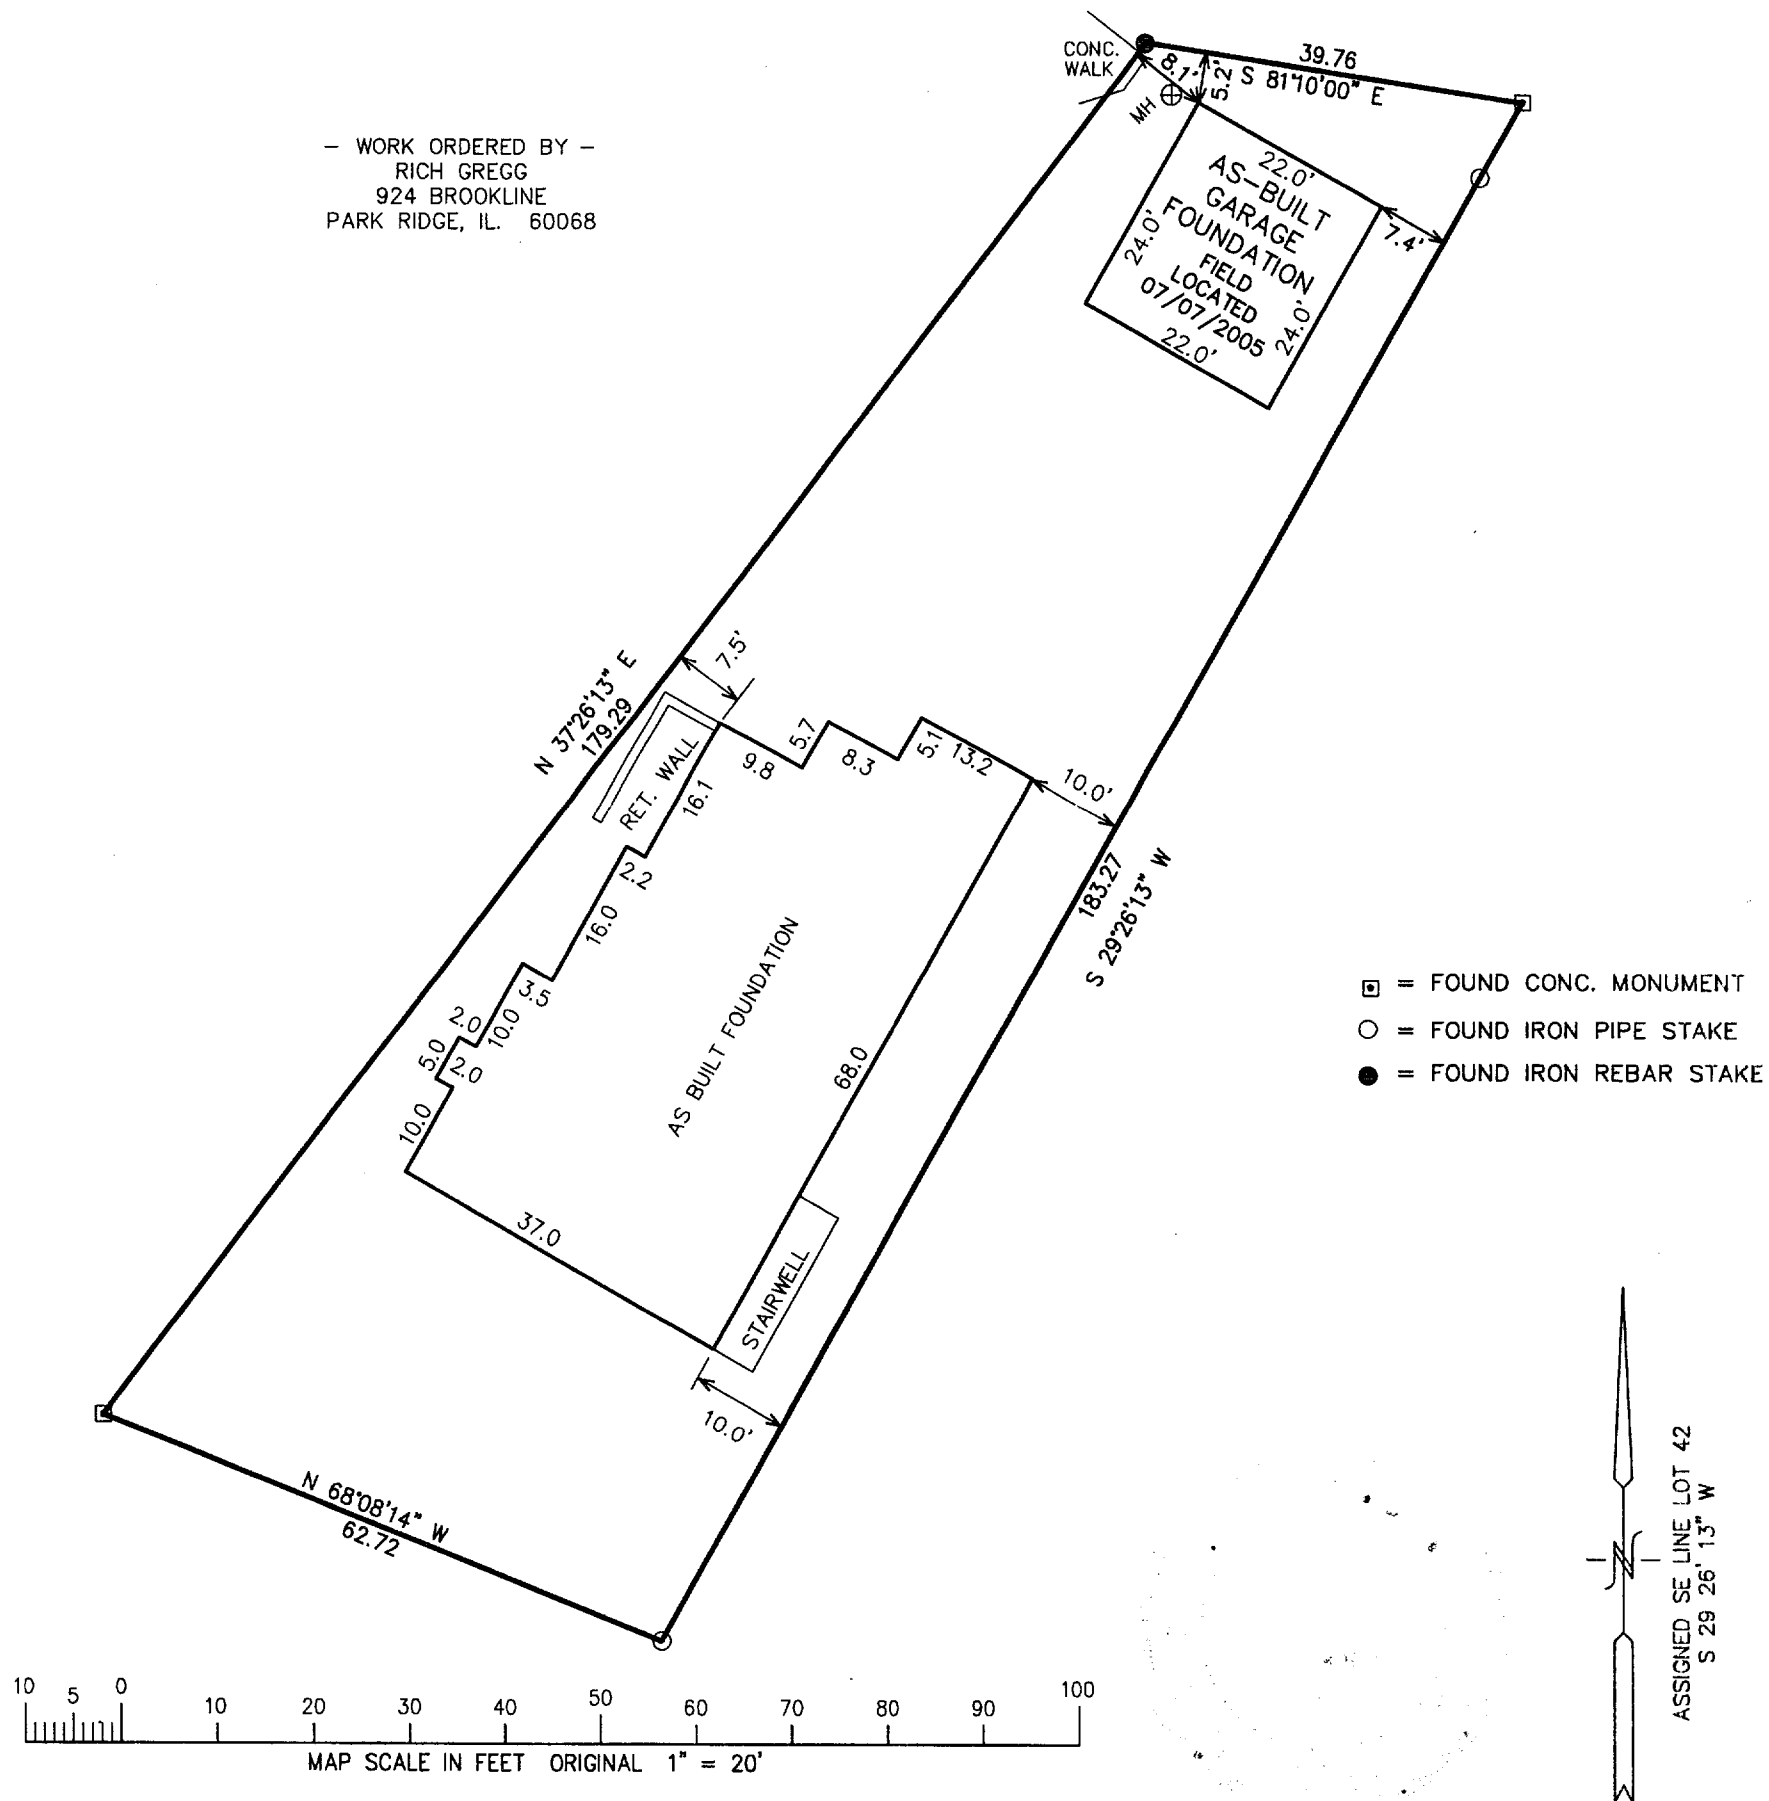 — WORK ORDERED BY —
RICH GREGG
924 BROOKLINE
PARK RIDGE, IL. 60068
CONC.
WALK
8.1'
5.2'
MH
39.76
S 81°10'00" E
22.0'
AS-BUILT
GARAGE
FOUNDATION
FIELD
LOCATED
07/07/2005
24.0'
24.0'
22.0'
7.4'
N 37°26'13" E
179.29
7.5'
RET. WALL
9.8
5.7
8.3
5.1
13.2
10.0'
16.1
2.2
16.0
3.5
10.0
2.0
5.0
2.0
10.0
AS BUILT FOUNDATION
68.0
183.27
S 29°26'13" W
37.0
STAIRWELL
10.0'
N 68°08'14" W
62.72
= FOUND CONC. MONUMENT
= FOUND IRON PIPE STAKE
= FOUND IRON REBAR STAKE
N
ASSIGNED SE LINE LOT 42
S 29 26' 13" W
10 5 0 10 20 30 40 50 60 70 80 90 100
MAP SCALE IN FEET ORIGINAL 1" = 20'